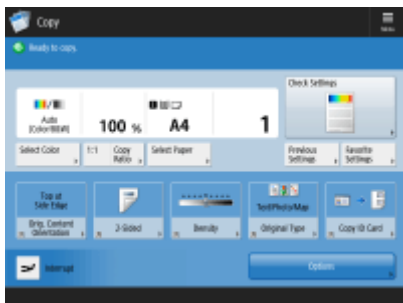 Copy
Menu
Ready to copy.
Check Settings
Auto
[Color/B&W]
100 %
A4
1
Select Color
1:1
Copy
Ratio
Select Paper
Previous
Settings
Favorite
Settings
Top at
Side Edge
Text/Photo/Map
Orig. Content
Orientation
2-Sided
Density
Original Type
Copy ID Card
Interrupt
Options